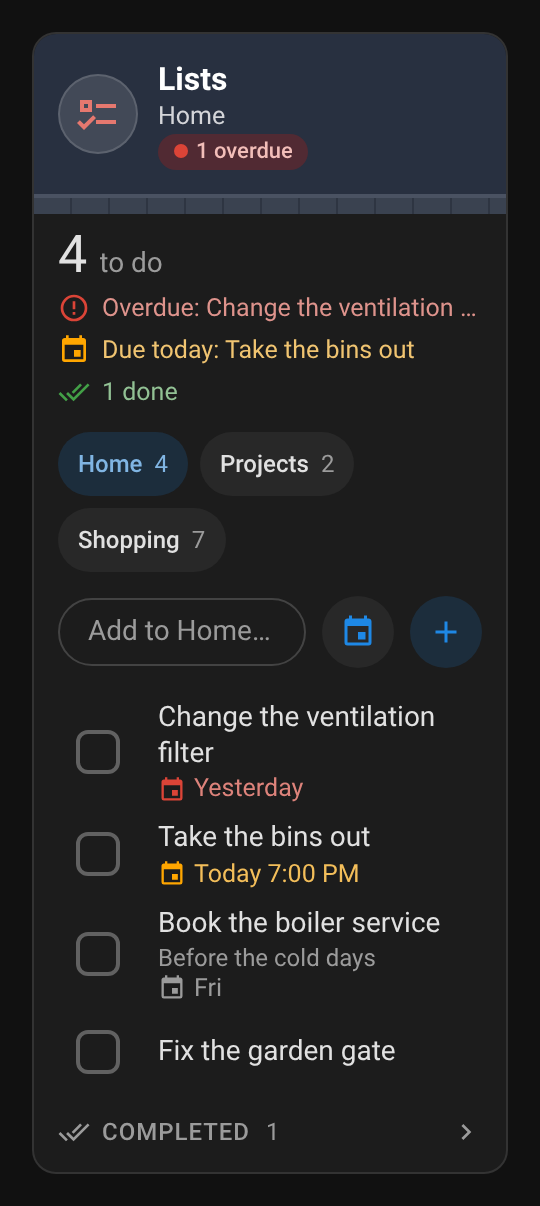 Lists
Home
1 overdue
4 to do
Overdue: Change the ventilation …
Due today: Take the bins out
1 done
Home 4
Projects 2
Shopping 7
Add to Home…
Change the ventilation
filter
Yesterday
Take the bins out
Today 7:00 PM
Book the boiler service
Before the cold days
Fri
Fix the garden gate
COMPLETED 1